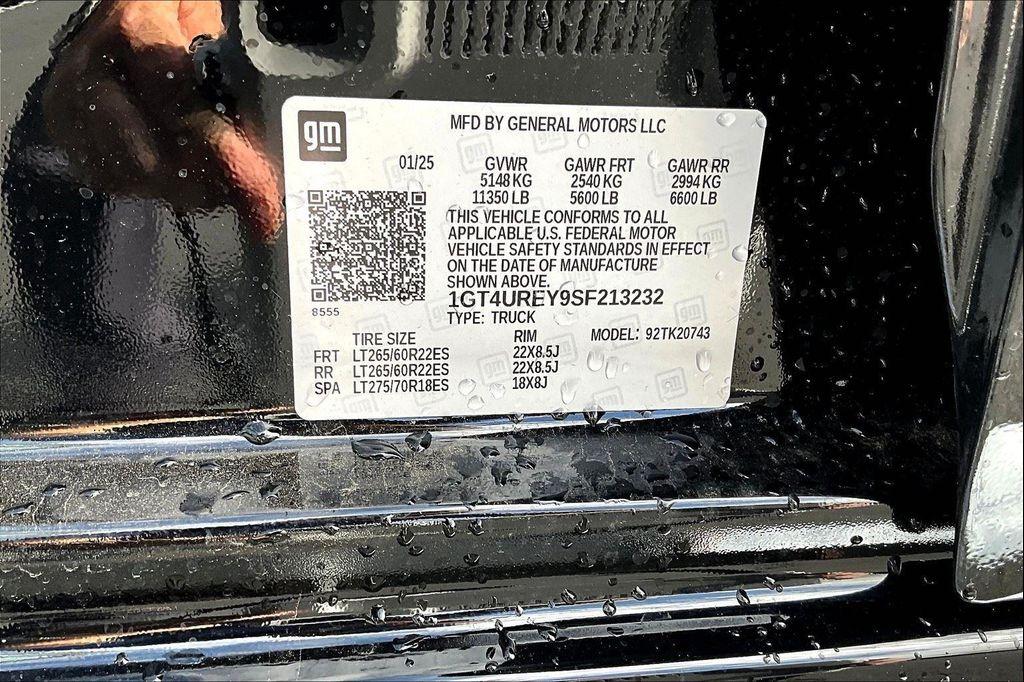 gm
MFD BY GENERAL MOTORS LLC
01/25 GVWR GAWR FRT GAWR RR
5148 KG 2540 KG 2994 KG
11350 LB 5600 LB 6600 LB
THIS VEHICLE CONFORMS TO ALL
APPLICABLE U.S. FEDERAL MOTOR
VEHICLE SAFETY STANDARDS IN EFFECT
ON THE DATE OF MANUFACTURE
SHOWN ABOVE.
1GT4UREY9SF213232
8555
TYPE: TRUCK
TIRE SIZE RIM MODEL: 92TK20743
FRT LT265/60R22ES 22X8.5J
RR LT265/60R22ES 22X8.5J
SPA LT275/70R18ES 18X8J